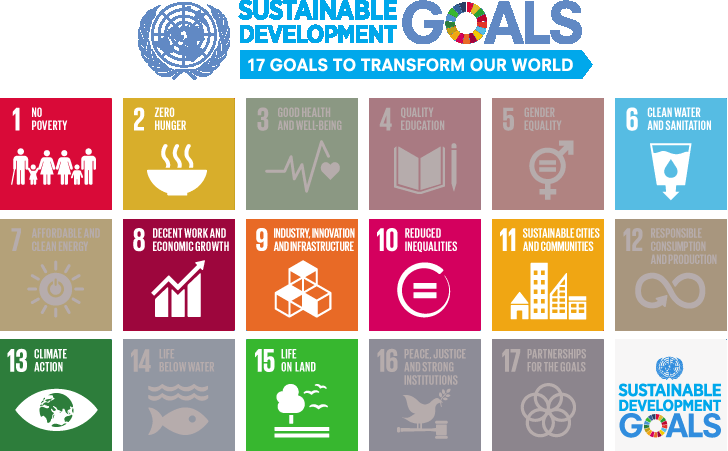 SUSTAINABLE
DEVELOPMENT
GOALS
17 GOALS TO TRANSFORM OUR WORLD
1 NO
POVERTY
2 ZERO
HUNGER
3 GOOD HEALTH
AND WELL-BEING
4 QUALITY
EDUCATION
5 GENDER
EQUALITY
6 CLEAN WATER
AND SANITATION
7 AFFORDABLE AND
CLEAN ENERGY
8 DECENT WORK AND
ECONOMIC GROWTH
9 INDUSTRY, INNOVATION
AND INFRASTRUCTURE
10 REDUCED
INEQUALITIES
11 SUSTAINABLE CITIES
AND COMMUNITIES
12 RESPONSIBLE
CONSUMPTION
AND PRODUCTION
13 CLIMATE
ACTION
14 LIFE
BELOW WATER
15 LIFE
ON LAND
16 PEACE, JUSTICE
AND STRONG
INSTITUTIONS
17 PARTNERSHIPS
FOR THE GOALS
SUSTAINABLE
DEVELOPMENT
GOALS